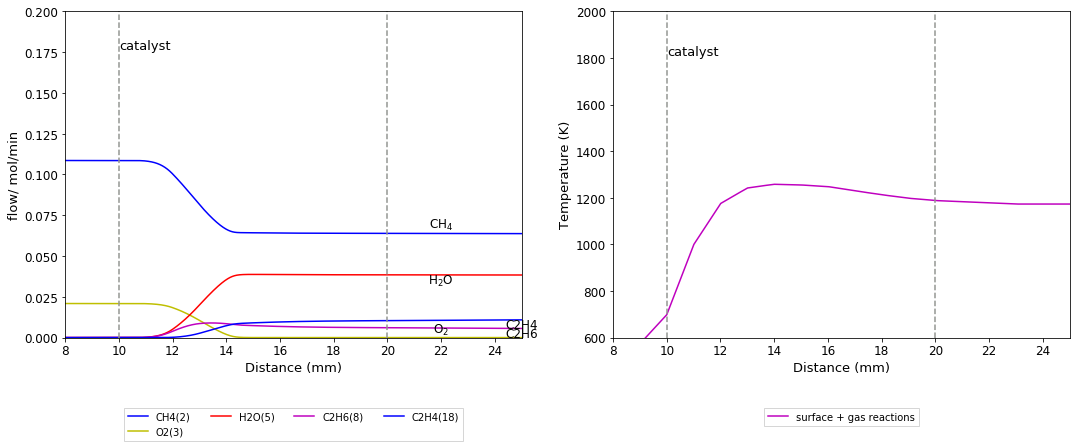 0.200
0.175
0.150
0.125
0.100
0.075
0.050
0.025
0.000
flow/ mol/min
catalyst
CH₄
H₂O
O₂
C2H4
C2H6
8 10 12 14 16 18 20 22 24
Distance (mm)
CH4(2) H2O(5) C2H6(8) C2H4(18)
O2(3)
2000
1800
1600
1400
1200
1000
800
600
Temperature (K)
catalyst
8 10 12 14 16 18 20 22 24
Distance (mm)
surface + gas reactions